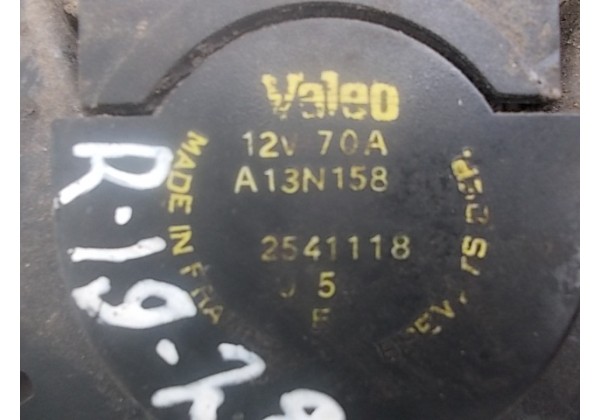 Valeo
12V 70A
A13N158
2541118
J 5
E
MADE IN FRA
R-19